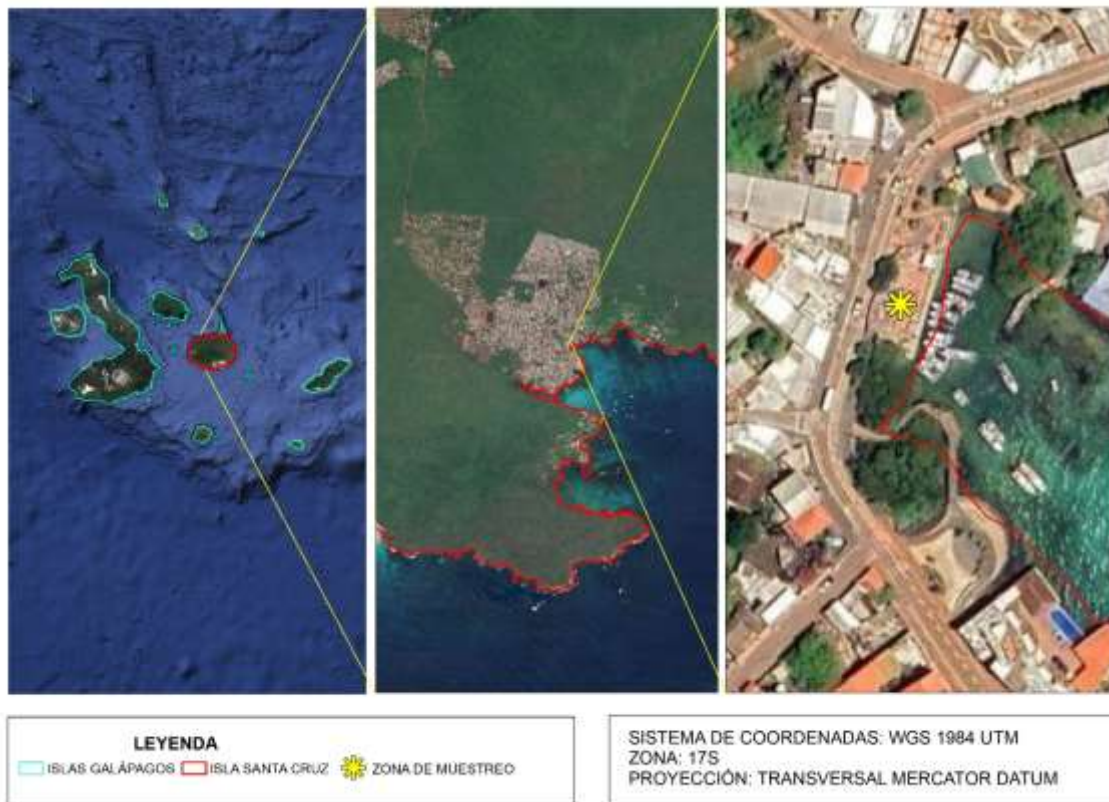 LEYENDA
ISLAS GALÁPAGOS ISLA SANTA CRUZ ZONA DE MUESTREO
SISTEMA DE COORDENADAS: WGS 1984 UTM
ZONA: 17S
PROYECCIÓN: TRANSVERSAL MERCATOR DATUM